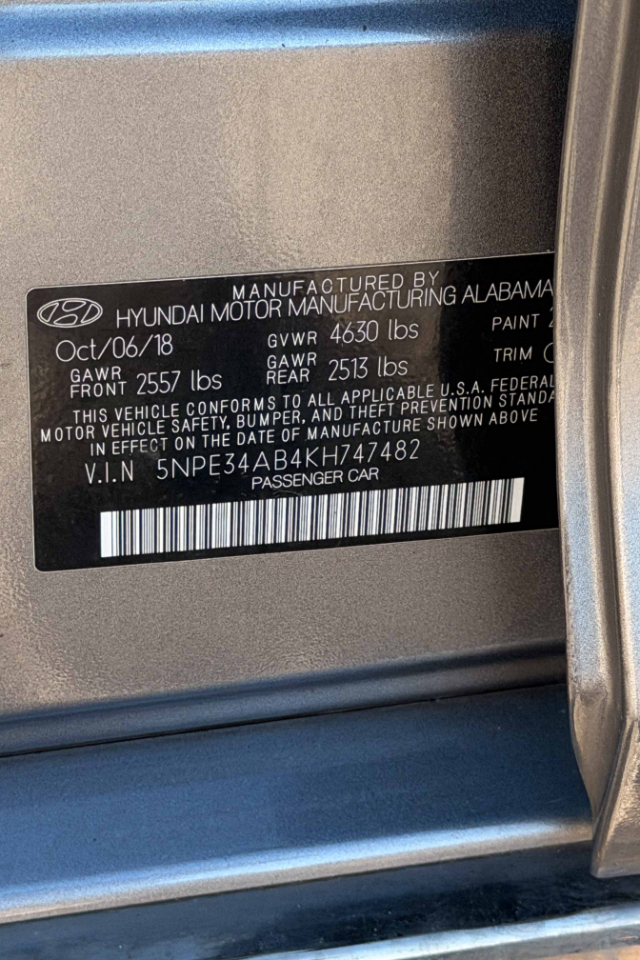 MANUFACTURED BY
HYUNDAI MOTOR MANUFACTURING ALABAMA
Oct/06/18 GVWR 4630 lbs PAINT
GAWR FRONT 2557 lbs GAWR REAR 2513 lbs TRIM
THIS VEHICLE CONFORMS TO ALL APPLICABLE U.S.A. FEDERAL
MOTOR VEHICLE SAFETY, BUMPER, AND THEFT PREVENTION STANDA
IN EFFECT ON THE DATE OF MANUFACTURE SHOWN ABOVE
V.I.N 5NPE34AB4KH747482
PASSENGER CAR